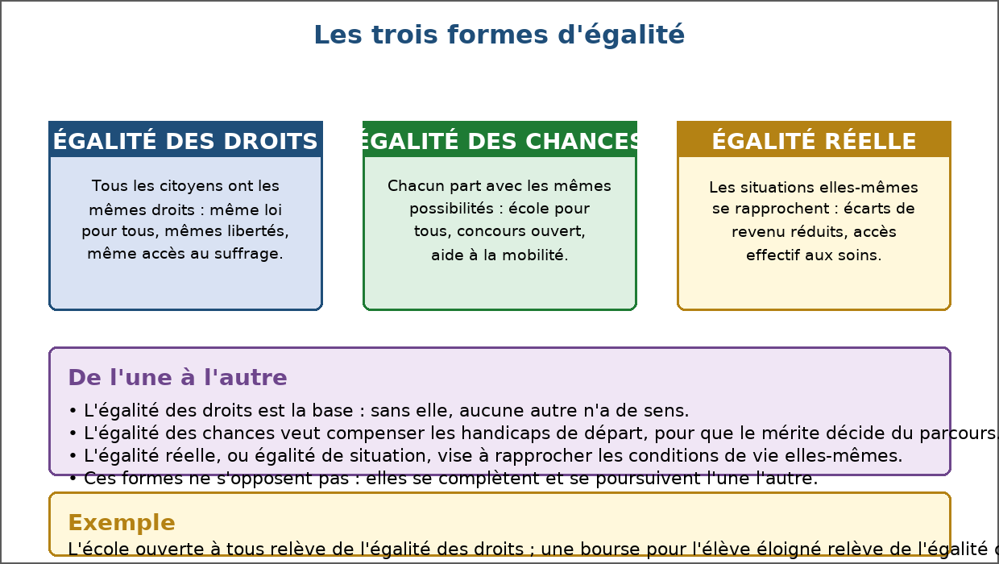 Les trois formes d'égalité
ÉGALITÉ DES DROITS
Tous les citoyens ont les
mêmes droits : même loi
pour tous, mêmes libertés,
même accès au suffrage.
ÉGALITÉ DES CHANCES
Chacun part avec les mêmes
possibilités : école pour
tous, concours ouvert,
aide à la mobilité.
ÉGALITÉ RÉELLE
Les situations elles-mêmes
se rapprochent : écarts de
revenu réduits, accès
effectif aux soins.
De l'une à l'autre
• L'égalité des droits est la base : sans elle, aucune autre n'a de sens.
• L'égalité des chances veut compenser les handicaps de départ, pour que le mérite décide du parcours.
• L'égalité réelle, ou égalité de situation, vise à rapprocher les conditions de vie elles-mêmes.
• Ces formes ne s'opposent pas : elles se complètent et se poursuivent l'une l'autre.
Exemple
L'école ouverte à tous relève de l'égalité des droits ; une bourse pour l'élève éloigné relève de l'égalité